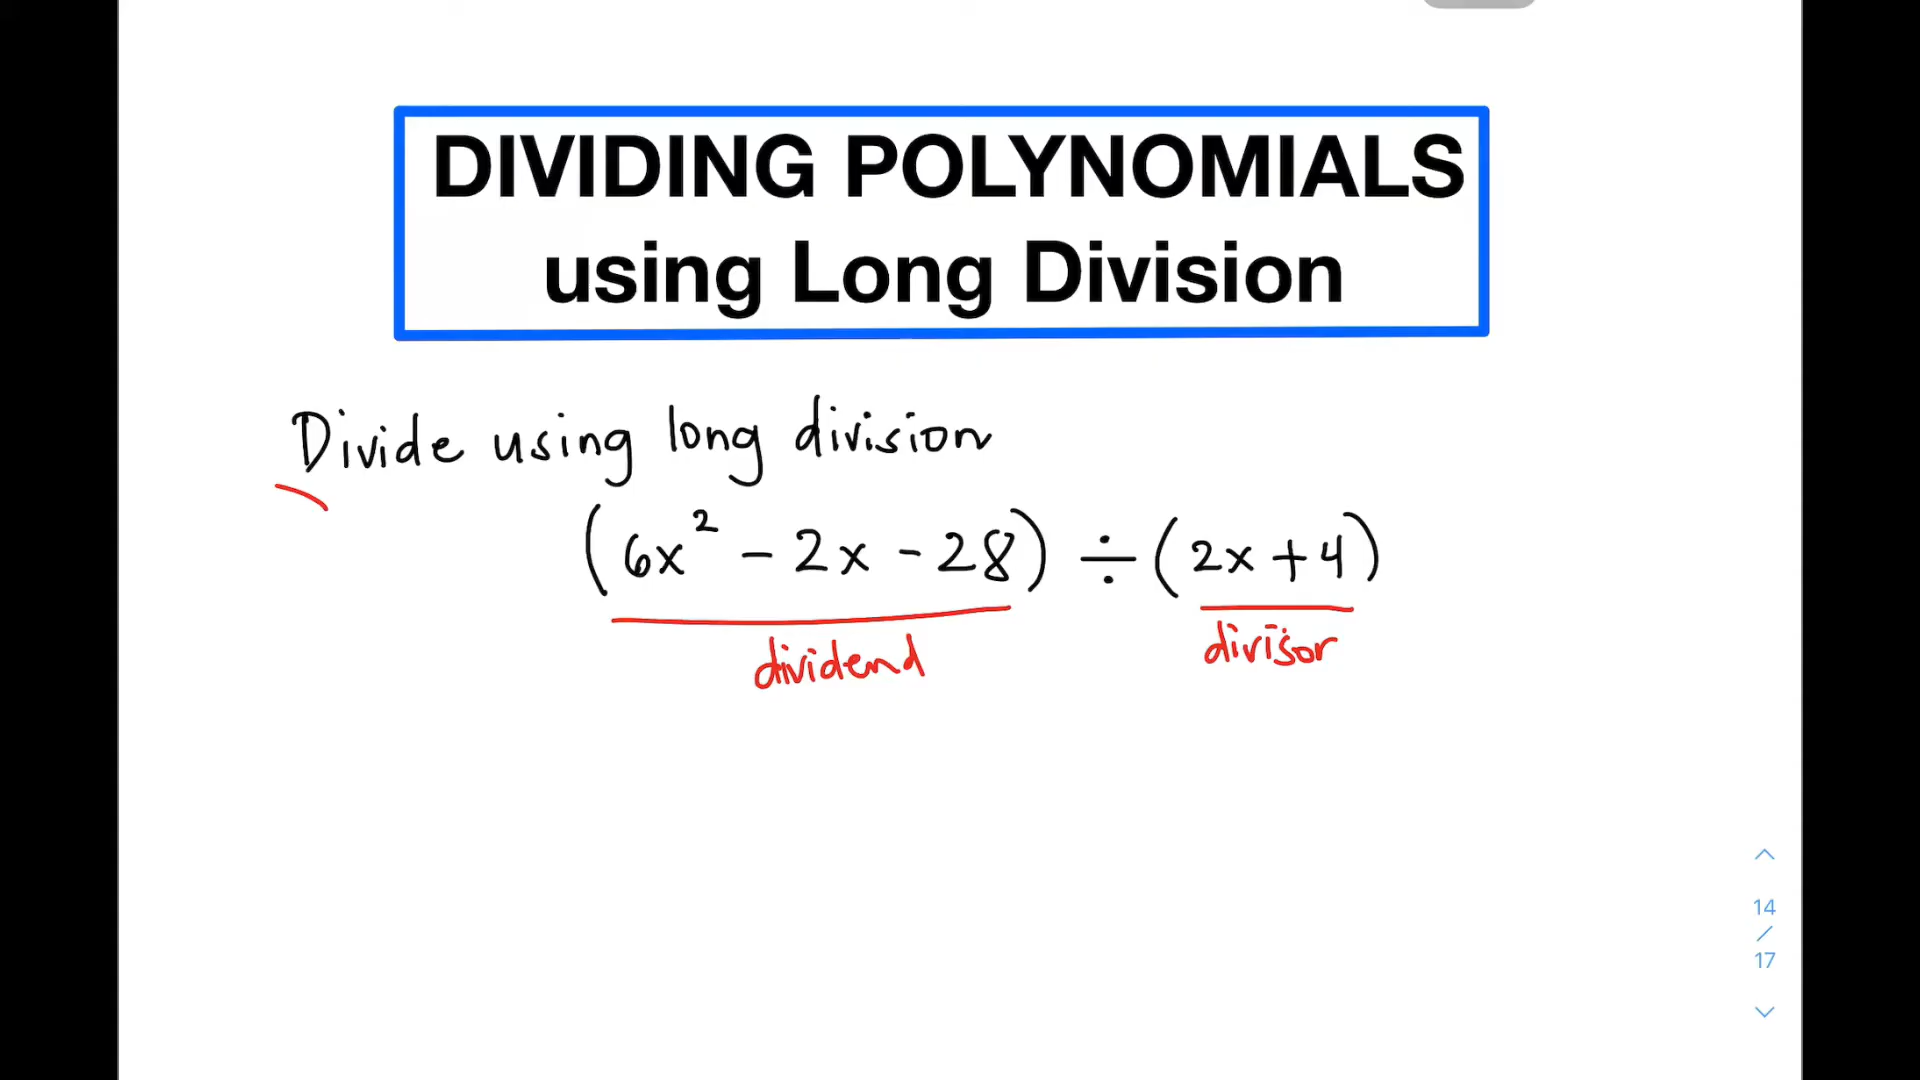 DIVIDING POLYNOMIALS
using Long Division
Divide using long division
(6x² - 2x - 28) ÷ (2x + 4)
dividend divisor
14
/
17